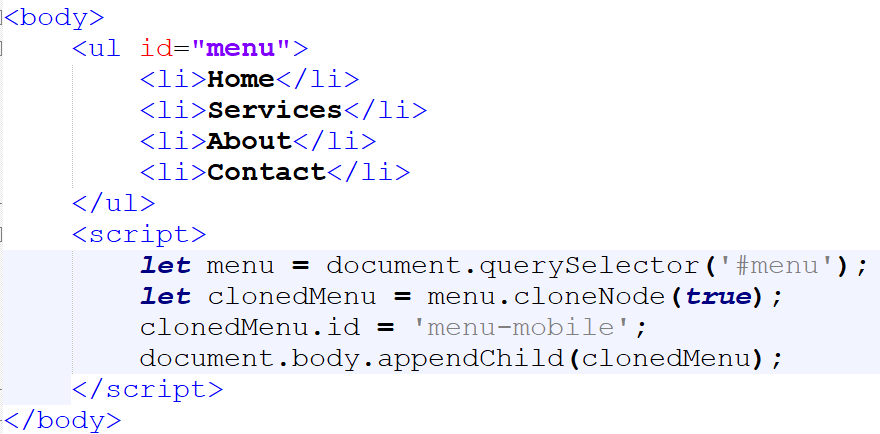 <body>
    <ul id="menu">
        <li>Home</li>
        <li>Services</li>
        <li>About</li>
        <li>Contact</li>
    </ul>
    <script>
        let menu = document.querySelector('#menu');
        let clonedMenu = menu.cloneNode(true);
        clonedMenu.id = 'menu-mobile';
        document.body.appendChild(clonedMenu);
    </script>
</body>